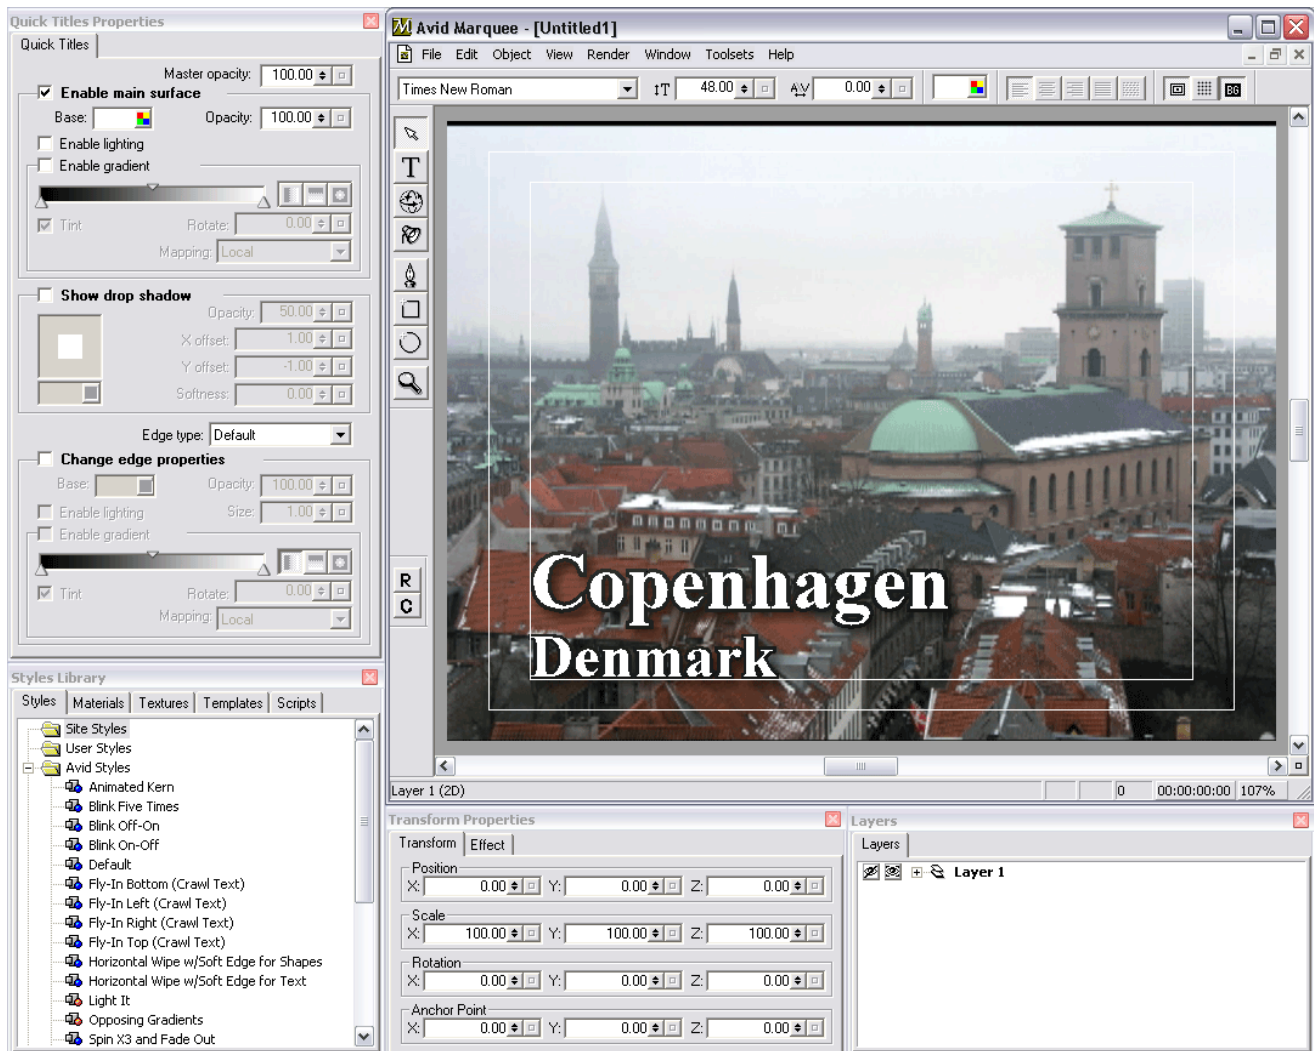 Quick Titles Properties
Quick Titles
Master opacity: 100.00
Enable main surface
Base: Opacity: 100.00
Enable lighting
Enable gradient
Tint Rotate: 0.00
Mapping: Local
Show drop shadow
Opacity: 50.00
X offset: 1.00
Y offset: -1.00
Softness: 0.00
Edge type: Default
Change edge properties
Base: Opacity: 100.00
Enable lighting Size: 1.00
Enable gradient
Tint Rotate: 0.00
Mapping: Local
Styles Library
Styles Materials Textures Templates Scripts
Site Styles
User Styles
Avid Styles
Animated Kern
Blink Five Times
Blink Off-On
Blink On-Off
Default
Fly-In Bottom (Crawl Text)
Fly-In Left (Crawl Text)
Fly-In Right (Crawl Text)
Fly-In Top (Crawl Text)
Horizontal Wipe w/Soft Edge for Shapes
Horizontal Wipe w/Soft Edge for Text
Light It
Opposing Gradients
Spin X3 and Fade Out
Avid Marquee - [Untitled1]
File Edit Object View Render Window Toolsets Help
Times New Roman T 48.00 AV 0.00 BG
T
R
C
Copenhagen
Denmark
Layer 1 (2D) 0 00:00:00:00 107%
Transform Properties
Transform Effect
Position
X: 0.00 Y: 0.00 Z: 0.00
Scale
X: 100.00 Y: 100.00 Z: 100.00
Rotation
X: 0.00 Y: 0.00 Z: 0.00
Anchor Point
X: 0.00 Y: 0.00 Z: 0.00
Layers
Layers
Layer 1